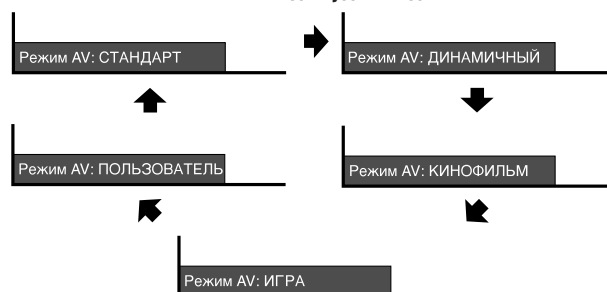 Режим AV: СТАНДАРТ
Режим AV: ДИНАМИЧНЫЙ
Режим AV: ПОЛЬЗОВАТЕЛЬ
Режим AV: КИНОФИЛЬМ
Режим AV: ИГРА